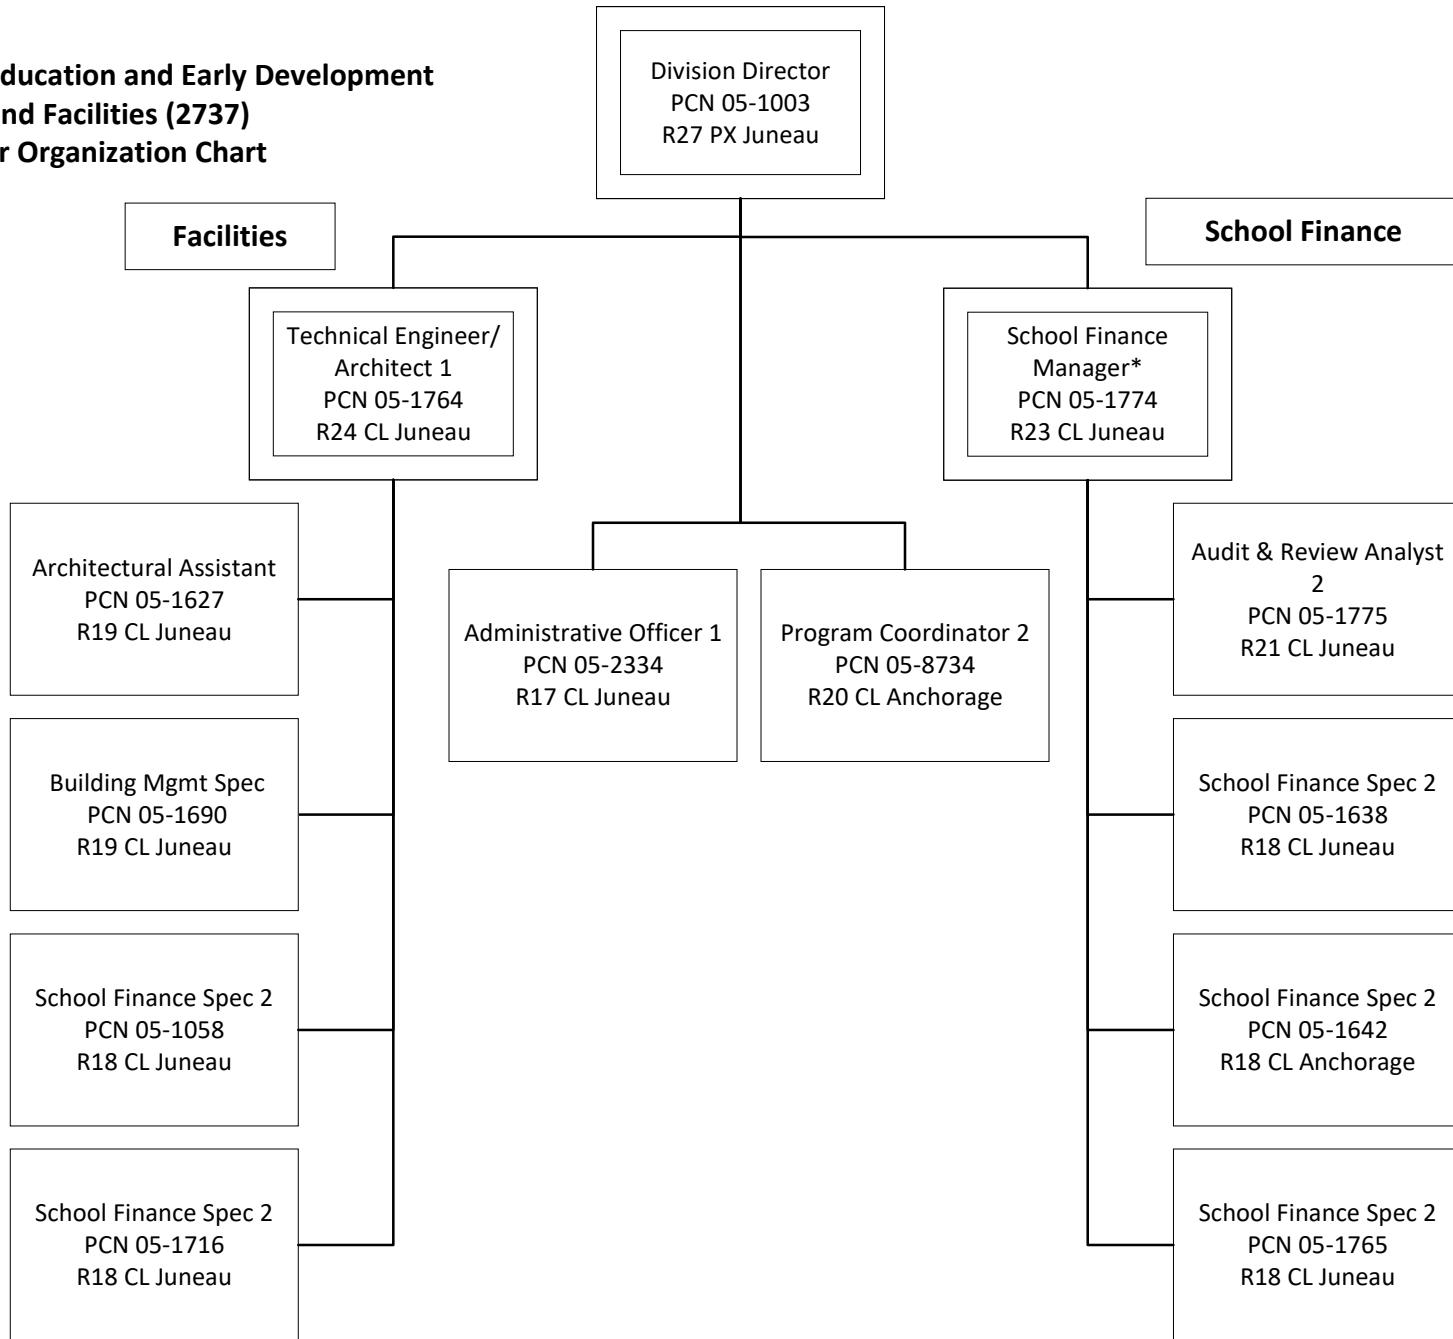 Education and Early Development
and Facilities (2737)
r Organization Chart
Division Director
PCN 05-1003
R27 PX Juneau
Facilities
School Finance
Technical Engineer/
Architect 1
PCN 05-1764
R24 CL Juneau
School Finance
Manager*
PCN 05-1774
R23 CL Juneau
Architectural Assistant
PCN 05-1627
R19 CL Juneau
Building Mgmt Spec
PCN 05-1690
R19 CL Juneau
School Finance Spec 2
PCN 05-1058
R18 CL Juneau
School Finance Spec 2
PCN 05-1716
R18 CL Juneau
Administrative Officer 1
PCN 05-2334
R17 CL Juneau
Program Coordinator 2
PCN 05-8734
R20 CL Anchorage
Audit & Review Analyst
2
PCN 05-1775
R21 CL Juneau
School Finance Spec 2
PCN 05-1638
R18 CL Juneau
School Finance Spec 2
PCN 05-1642
R18 CL Anchorage
School Finance Spec 2
PCN 05-1765
R18 CL Juneau